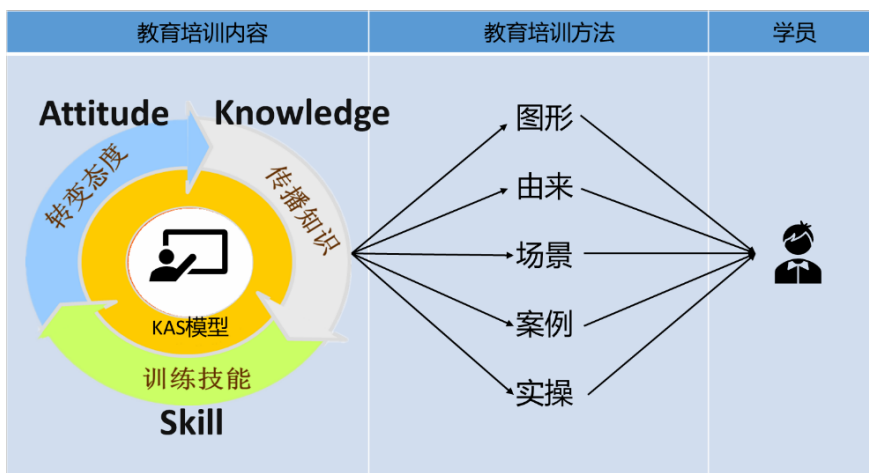 教育培训内容
教育培训方法
学员
Attitude
Knowledge
转变态度
传播知识
KAS模型
训练技能
Skill
图形
由来
场景
案例
实操